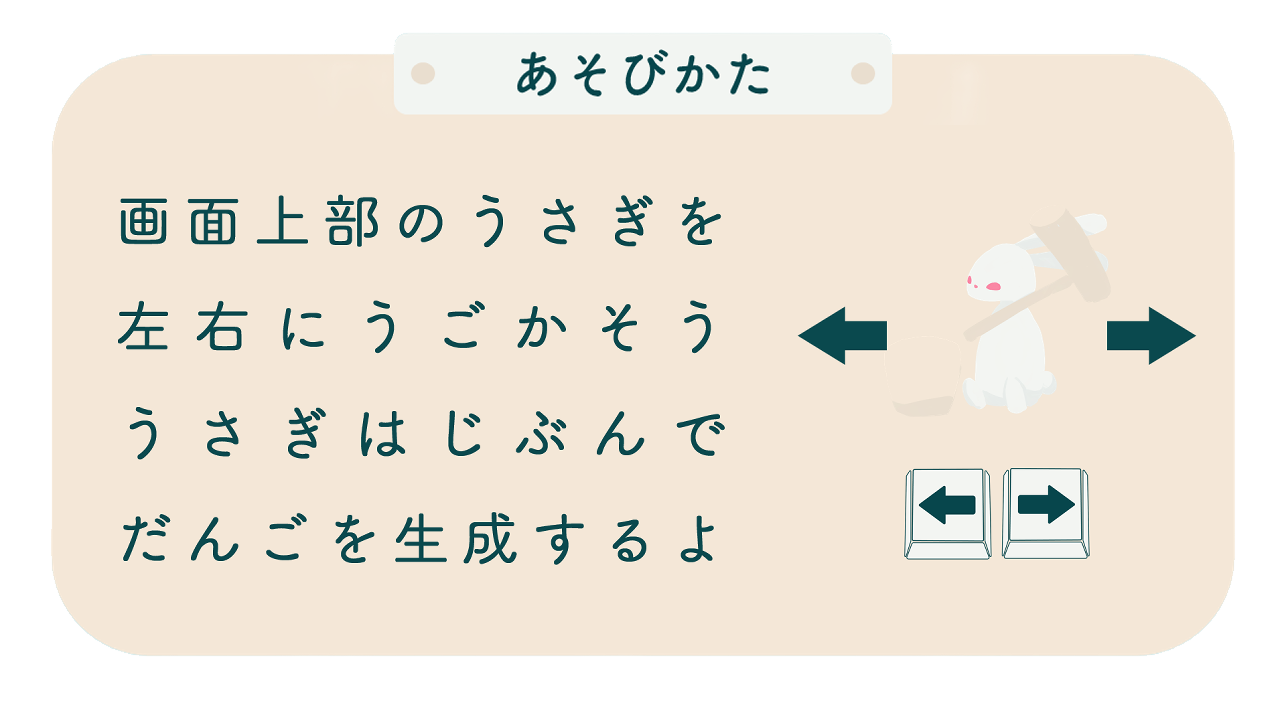 あそびかた
画面上部のうさぎを
左右にうごかそう
うさぎはじぶんで
だんごを生成するよ